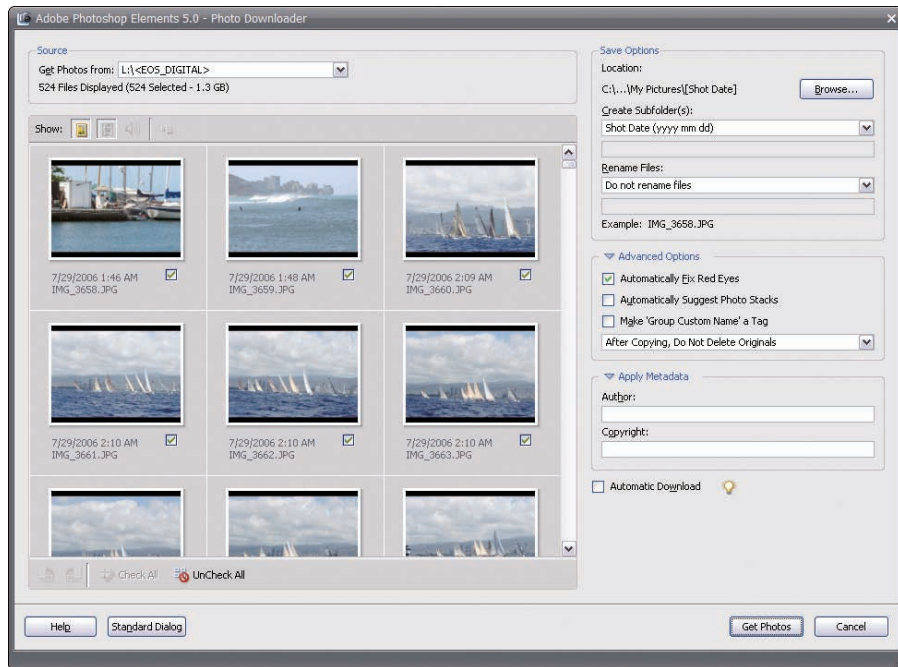 Adobe Photoshop Elements 5.0 - Photo Downloader
Source
Get Photos from: L:\<EOS_DIGITAL>
524 Files Displayed (524 Selected - 1.3 GB)
Show:
7/29/2006 1:46 AM
IMG_3658.JPG
7/29/2006 1:48 AM
IMG_3659.JPG
7/29/2006 2:09 AM
IMG_3660.JPG
7/29/2006 2:10 AM
IMG_3661.JPG
7/29/2006 2:10 AM
IMG_3662.JPG
7/29/2006 2:10 AM
IMG_3663.JPG
Check All
UnCheck All
Save Options
Location:
C:\...\My Pictures\[Shot Date]
Browse...
Create Subfolder(s):
Shot Date (yyyy mm dd)
Rename Files:
Do not rename files
Example: IMG_3658.JPG
Advanced Options
Automatically Fix Red Eyes
Automatically Suggest Photo Stacks
Make 'Group Custom Name' a Tag
After Copying, Do Not Delete Originals
Apply Metadata
Author:
Copyright:
Automatic Download
Help
Standard Dialog
Get Photos
Cancel